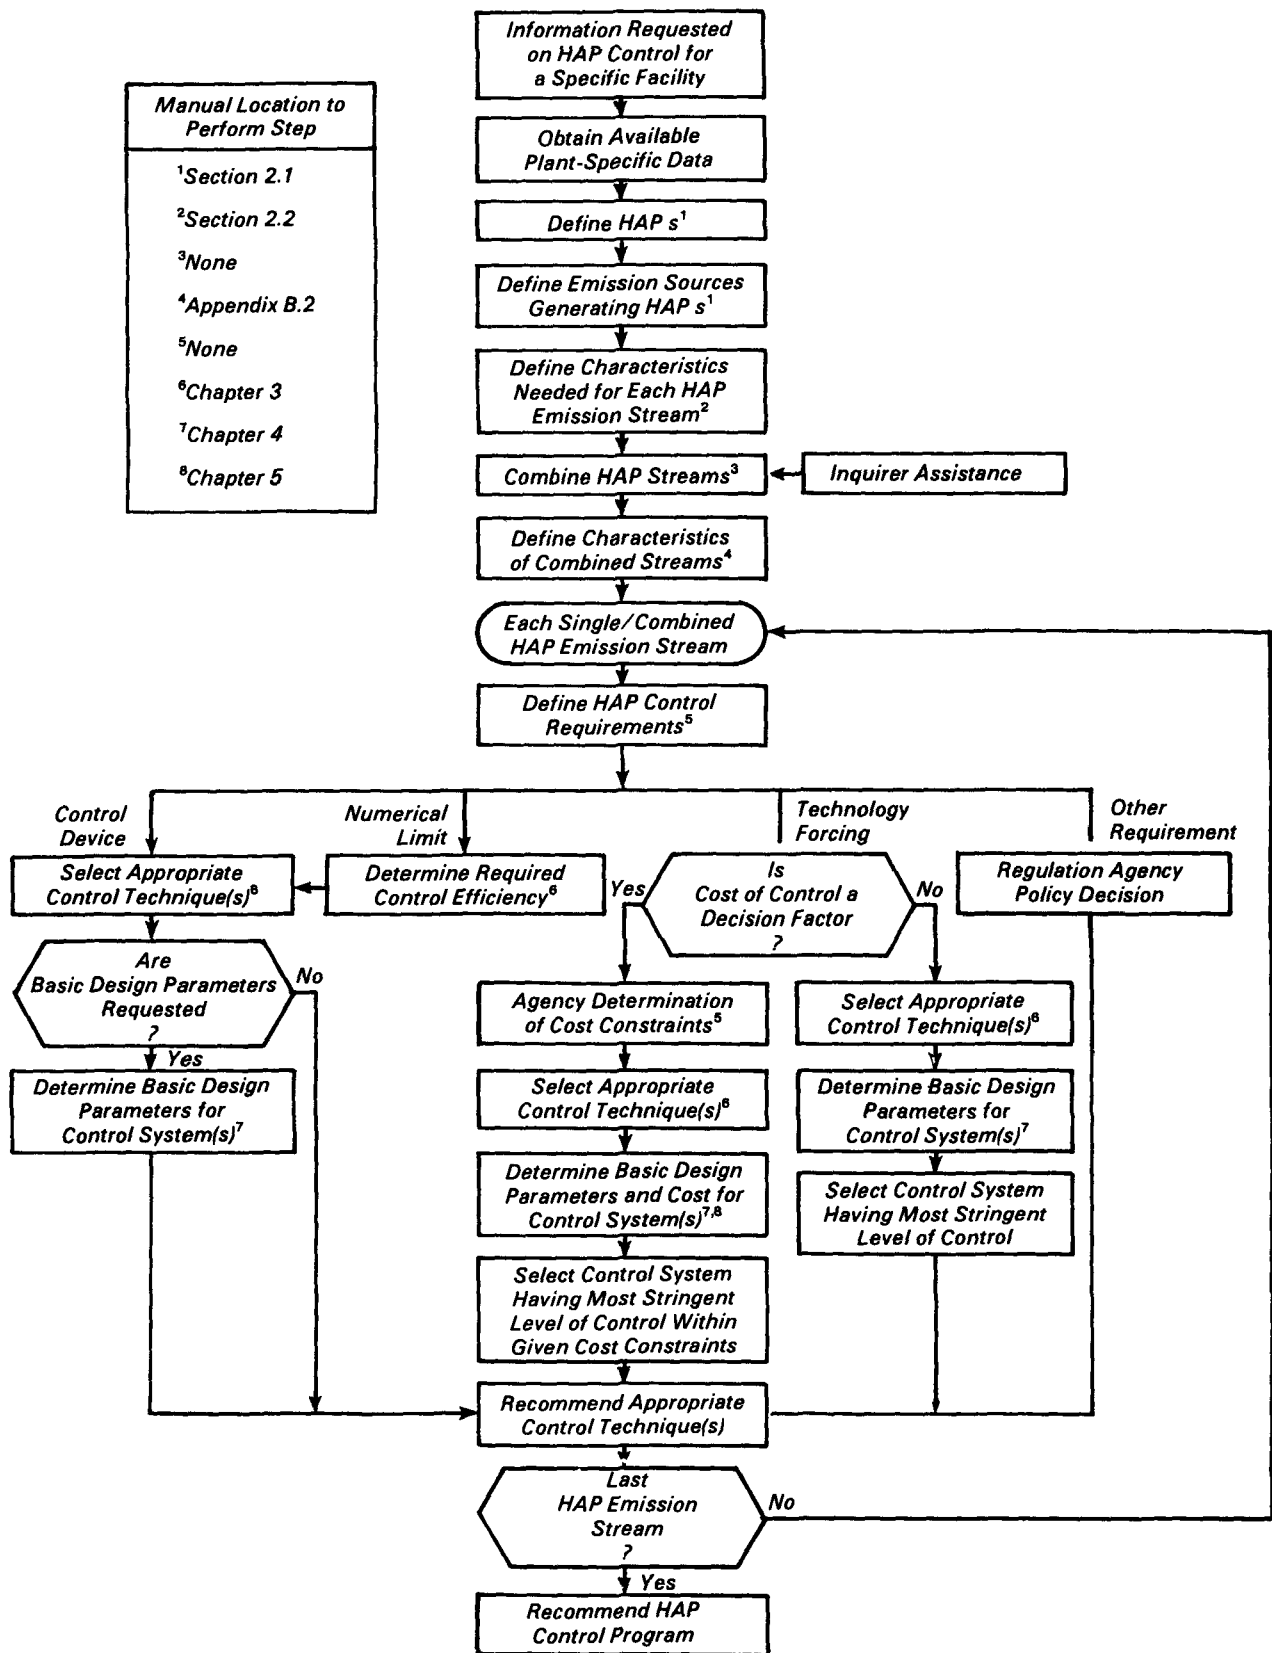 Information Requested
on HAP Control for
a Specific Facility
Manual Location to
Perform Step
¹Section 2.1
²Section 2.2
³None
⁴Appendix B.2
⁵None
⁶Chapter 3
⁷Chapter 4
⁸Chapter 5
Obtain Available
Plant-Specific Data
Define HAP s¹
Define Emission Sources
Generating HAP s¹
Define Characteristics
Needed for Each HAP
Emission Stream²
Combine HAP Streams³
Inquirer Assistance
Define Characteristics
of Combined Streams⁴
Each Single/Combined
HAP Emission Stream
Define HAP Control
Requirements⁵
Control
Device
Numerical
Limit
Technology
Forcing
Other
Requirement
Select Appropriate
Control Technique(s)⁶
Determine Required
Control Efficiency⁶
Yes
Is
Cost of Control a
Decision Factor
?
No
Regulation Agency
Policy Decision
Are
Basic Design Parameters
Requested
?
No
Yes
Determine Basic Design
Parameters for
Control System(s)⁷
Agency Determination
of Cost Constraints⁵
Select Appropriate
Control Technique(s)⁶
Determine Basic Design
Parameters and Cost for
Control System(s)⁷,⁸
Select Control System
Having Most Stringent
Level of Control Within
Given Cost Constraints
Select Appropriate
Control Technique(s)⁶
Determine Basic Design
Parameters for
Control System(s)⁷
Select Control System
Having Most Stringent
Level of Control
Recommend Appropriate
Control Technique(s)
Last
HAP Emission
Stream
?
No
Yes
Recommend HAP
Control Program